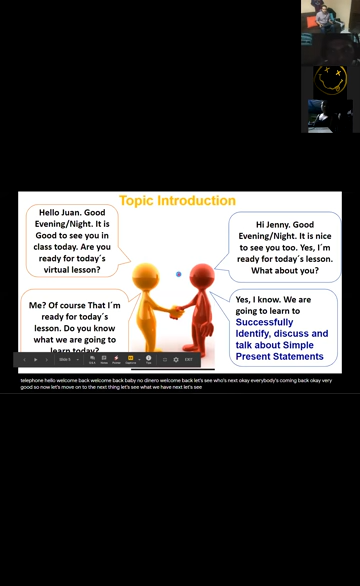 Topic Introduction
Hello Juan. Good
Evening/Night. It is
Good to see you in
class today. Are you
ready for today´s
virtual lesson?
Hi Jenny. Good
Evening/Night. It is nice
to see you too. Yes, I´m
ready for today´s lesson.
What about you?
Me? Of course That I´m
ready for today´s
lesson. Do you know
what we are going to
learn today?
Yes, I know. We are
going to learn to
Successfully
Identify, discuss and
talk about Simple
Present Statements
EXIT
telephone hello welcome back welcome back baby no dinero welcome back let's see who's next okay everybody's coming back okay very
good so now let's move on to the next thing let's see what we have next let's see